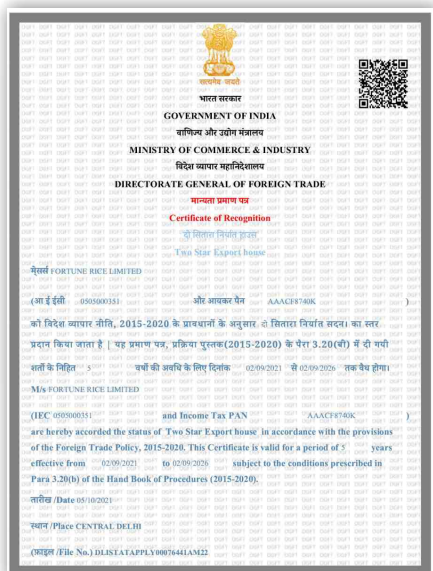 सत्यमेव जयते
भारत सरकार
GOVERNMENT OF INDIA
वाणिज्य और उद्योग मंत्रालय
MINISTRY OF COMMERCE & INDUSTRY
विदेश व्यापार महानिदेशालय
DIRECTORATE GENERAL OF FOREIGN TRADE
मान्यता प्रमाण पत्र
Certificate of Recognition
दो सितारा निर्यात हाउस
Two Star Export house
मैसर्स FORTUNE RICE LIMITED
(आ ई ईसी 0505000351 और आयकर पैन AAACF8740K )
को विदेश व्यापार नीति, 2015-2020 के प्रावधानों के अनुसार दो सितारा निर्यात सदन। का स्तर
प्रदान किया जाता है | यह प्रमाण पत्र, प्रक्रिया पुस्तक(2015-2020) के पैरा 3.20(बी) में दी गयी
शर्तो के निहित 5 वर्षो की अवधि के लिए दिनांक 02/09/2021 से 02/09/2026 तक वैध होगा।
M/s FORTUNE RICE LIMITED
(IEC 0505000351 and Income Tax PAN AAACF8740K )
are hereby accorded the status of Two Star Export house in accordance with the provisions
of the Foreign Trade Policy, 2015-2020. This Certificate is valid for a period of 5 years
effective from 02/09/2021 to 02/09/2026 subject to the conditions prescribed in
Para 3.20(b) of the Hand Book of Procedures (2015-2020).
तारीख /Date 05/10/2021
स्थान /Place CENTRAL DELHI
(फ़ाइल /File No.) DLISTATAPPLY00076441AM22